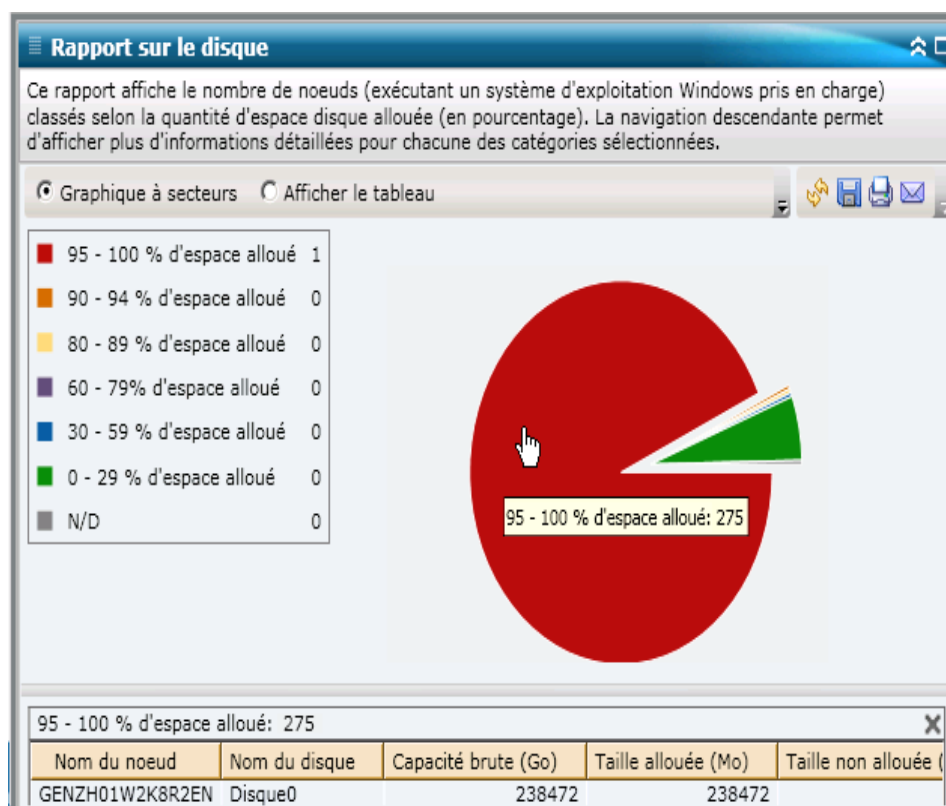 Rapport sur le disque
Ce rapport affiche le nombre de noeuds (exécutant un système d'exploitation Windows pris en charge)
classés selon la quantité d'espace disque allouée (en pourcentage). La navigation descendante permet
d'afficher plus d'informations détaillées pour chacune des catégories sélectionnées.
Graphique à secteurs Afficher le tableau
95 - 100 % d'espace alloué 1
90 - 94 % d'espace alloué 0
80 - 89 % d'espace alloué 0
60 - 79% d'espace alloué 0
30 - 59 % d'espace alloué 0
0 - 29 % d'espace alloué 0
N/D 0
95 - 100 % d'espace alloué: 275
95 - 100 % d'espace alloué: 275
Nom du noeud Nom du disque Capacité brute (Go) Taille allouée (Mo) Taille non allouée (
GENZH01W2K8R2EN Disque0 238472 238472